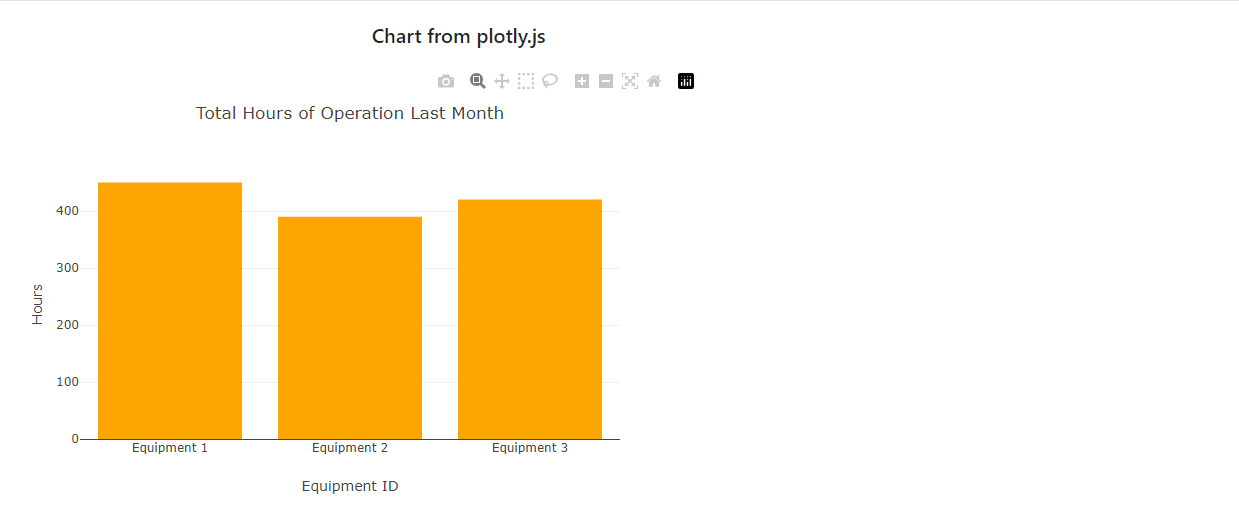 Chart from plotly.js
Total Hours of Operation Last Month
400
300
200
100
0
Hours
Equipment 1
Equipment 2
Equipment 3
Equipment ID